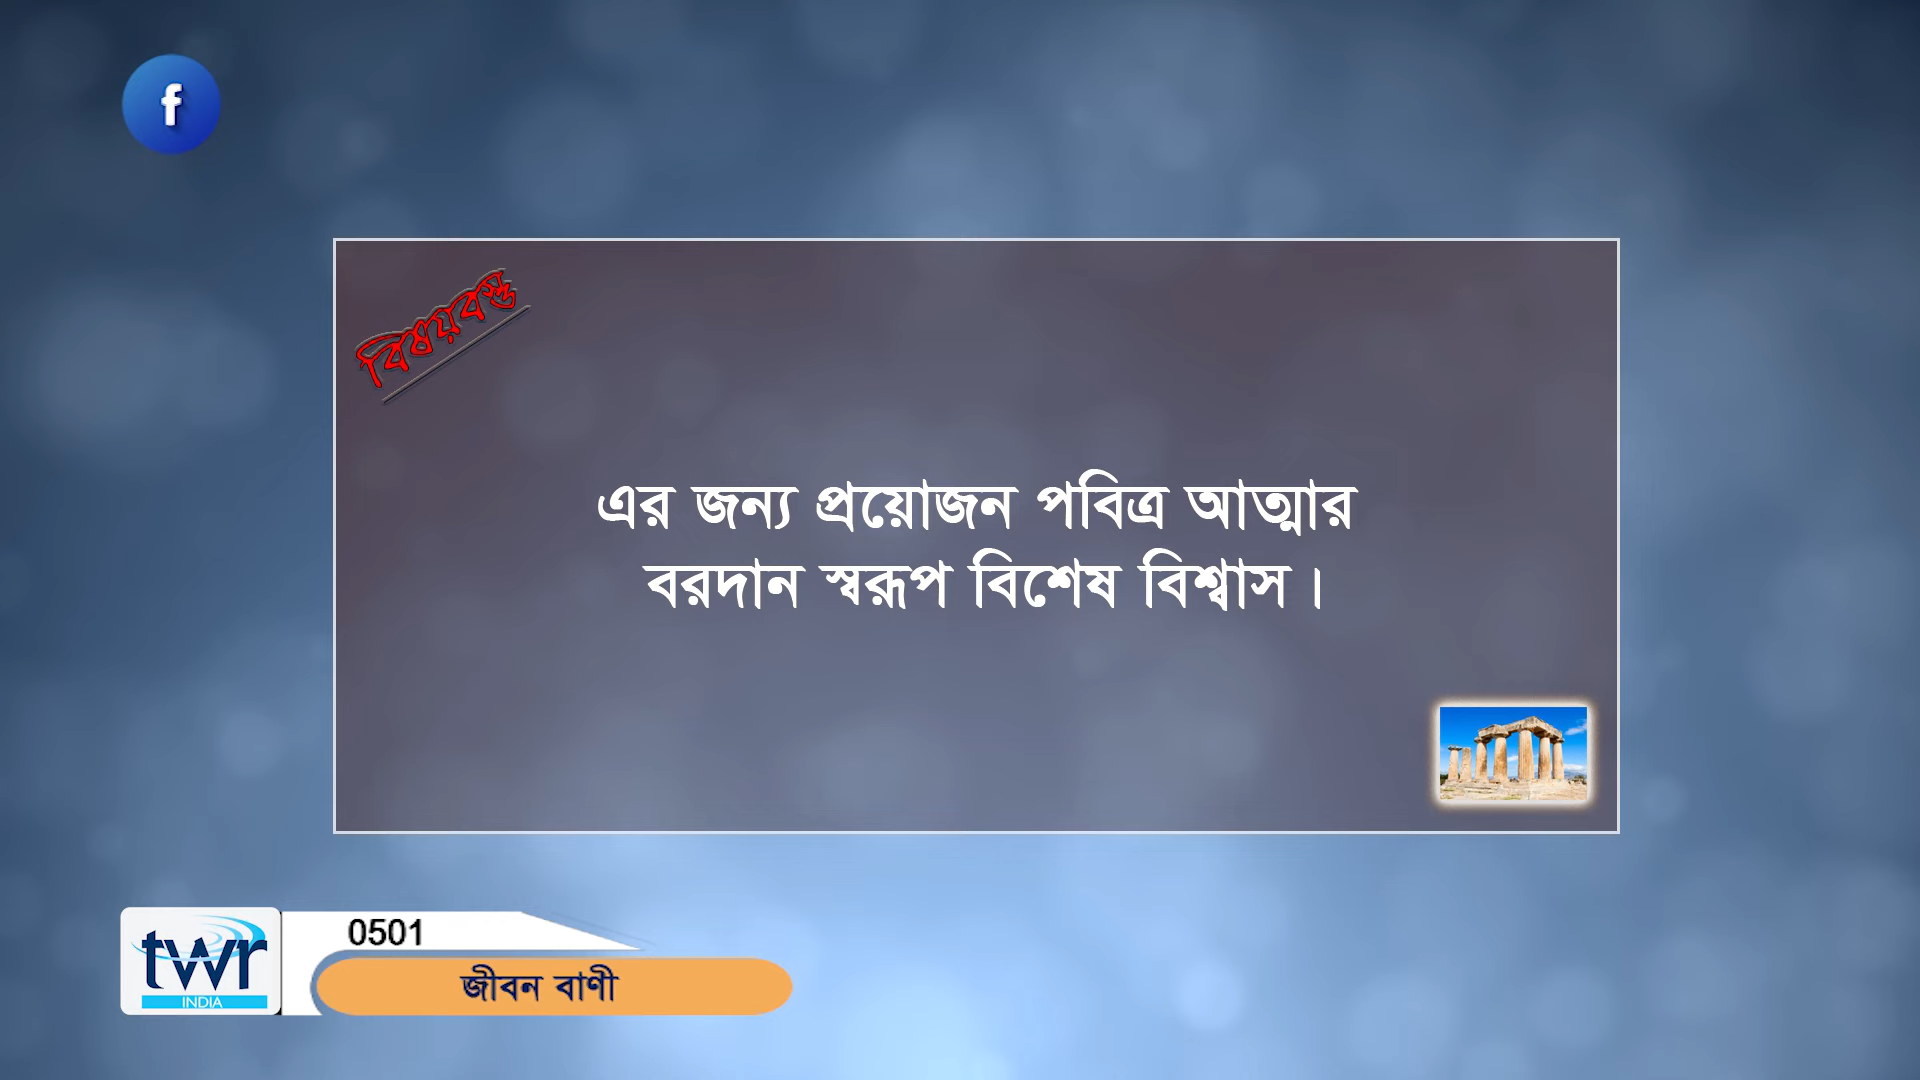 f
বিষয়বস্তু
এর জন্য প্রয়োজন পবিত্র আত্মার
বরদান স্বরূপ বিশেষ বিশ্বাস।
twr
INDIA
0501
জীবন বাণী